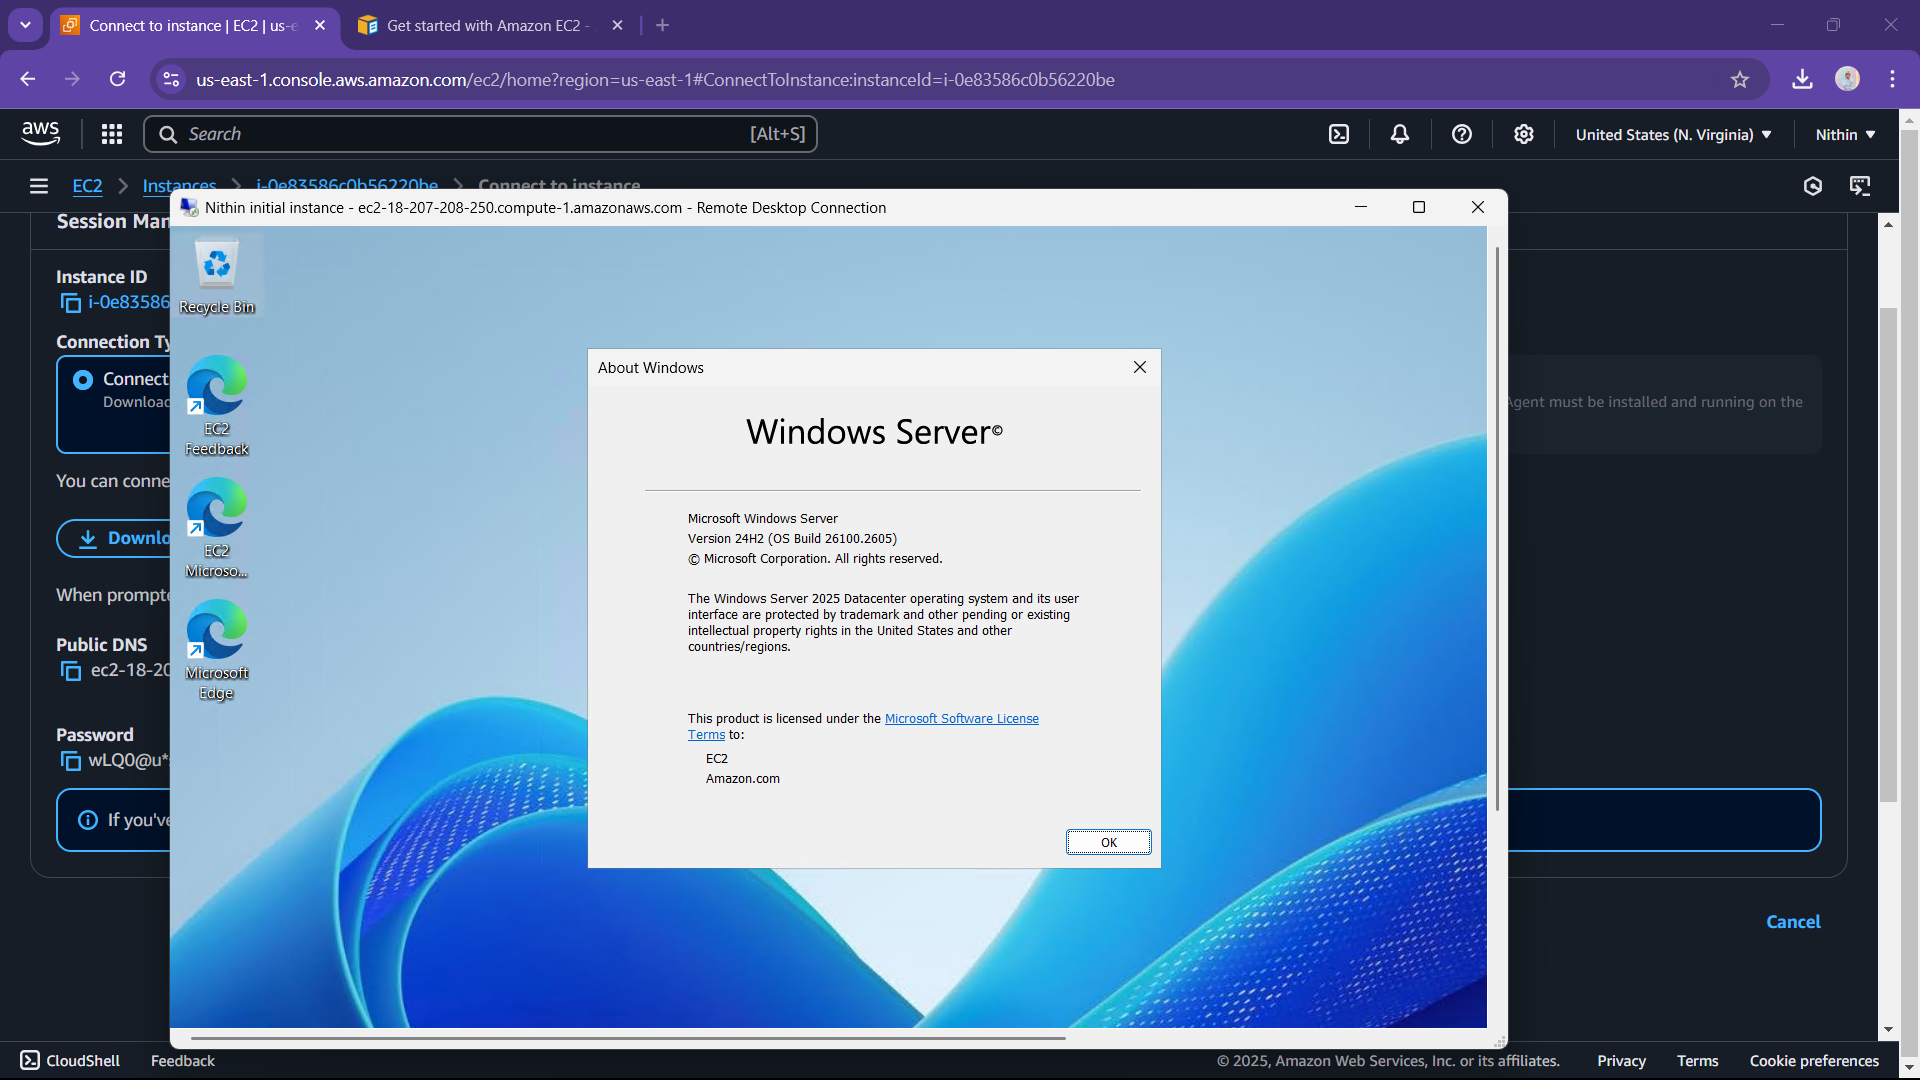 Connect to instance | EC2 | us-e
Get started with Amazon EC2 -
us-east-1.console.aws.amazon.com/ec2/home?region=us-east-1#ConnectToInstance:instanceId=i-0e83586c0b56220be
aws
Search
[Alt+S]
United States (N. Virginia)
Nithin
EC2
Instances
i-0e83586c0b56220be
Connect to instance
Nithin initial instance - ec2-18-207-208-250.compute-1.amazonaws.com - Remote Desktop Connection
Session Man
Instance ID
i-0e83586
Connection Ty
Connect
Downloa
Agent must be installed and running on the
You can conne
Downlo
When prompte
Public DNS
ec2-18-20
Password
wLQ0@u*
If you've
Cancel
Recycle Bin
EC2
Feedback
EC2
Microso...
Microsoft
Edge
About Windows
Windows Server©
Microsoft Windows Server
Version 24H2 (OS Build 26100.2605)
© Microsoft Corporation. All rights reserved.
The Windows Server 2025 Datacenter operating system and its user
interface are protected by trademark and other pending or existing
intellectual property rights in the United States and other
countries/regions.
This product is licensed under the Microsoft Software License
Terms to:
EC2
Amazon.com
OK
CloudShell
Feedback
© 2025, Amazon Web Services, Inc. or its affiliates.
Privacy
Terms
Cookie preferences